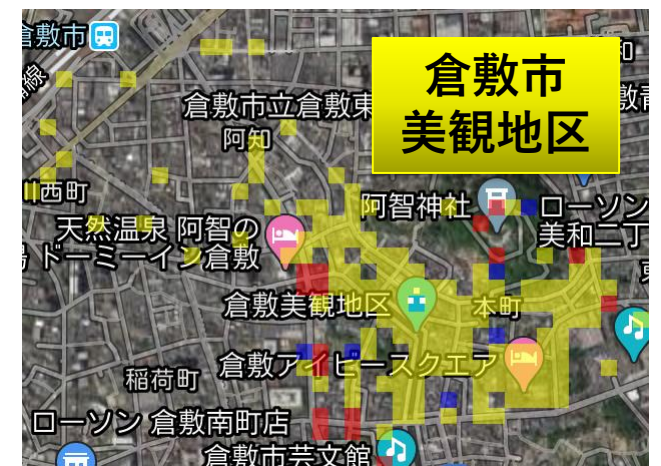 倉敷市
倉敷市
美観地区
倉敷市立倉敷東
阿知
西町
阿智神社
ローソン
美和二丁
天然温泉 阿智の
ドーミーイン倉敷
倉敷美観地区
本町
倉敷アイビースクエア
稲荷町
ローソン 倉敷南町店
倉敷市芸文館